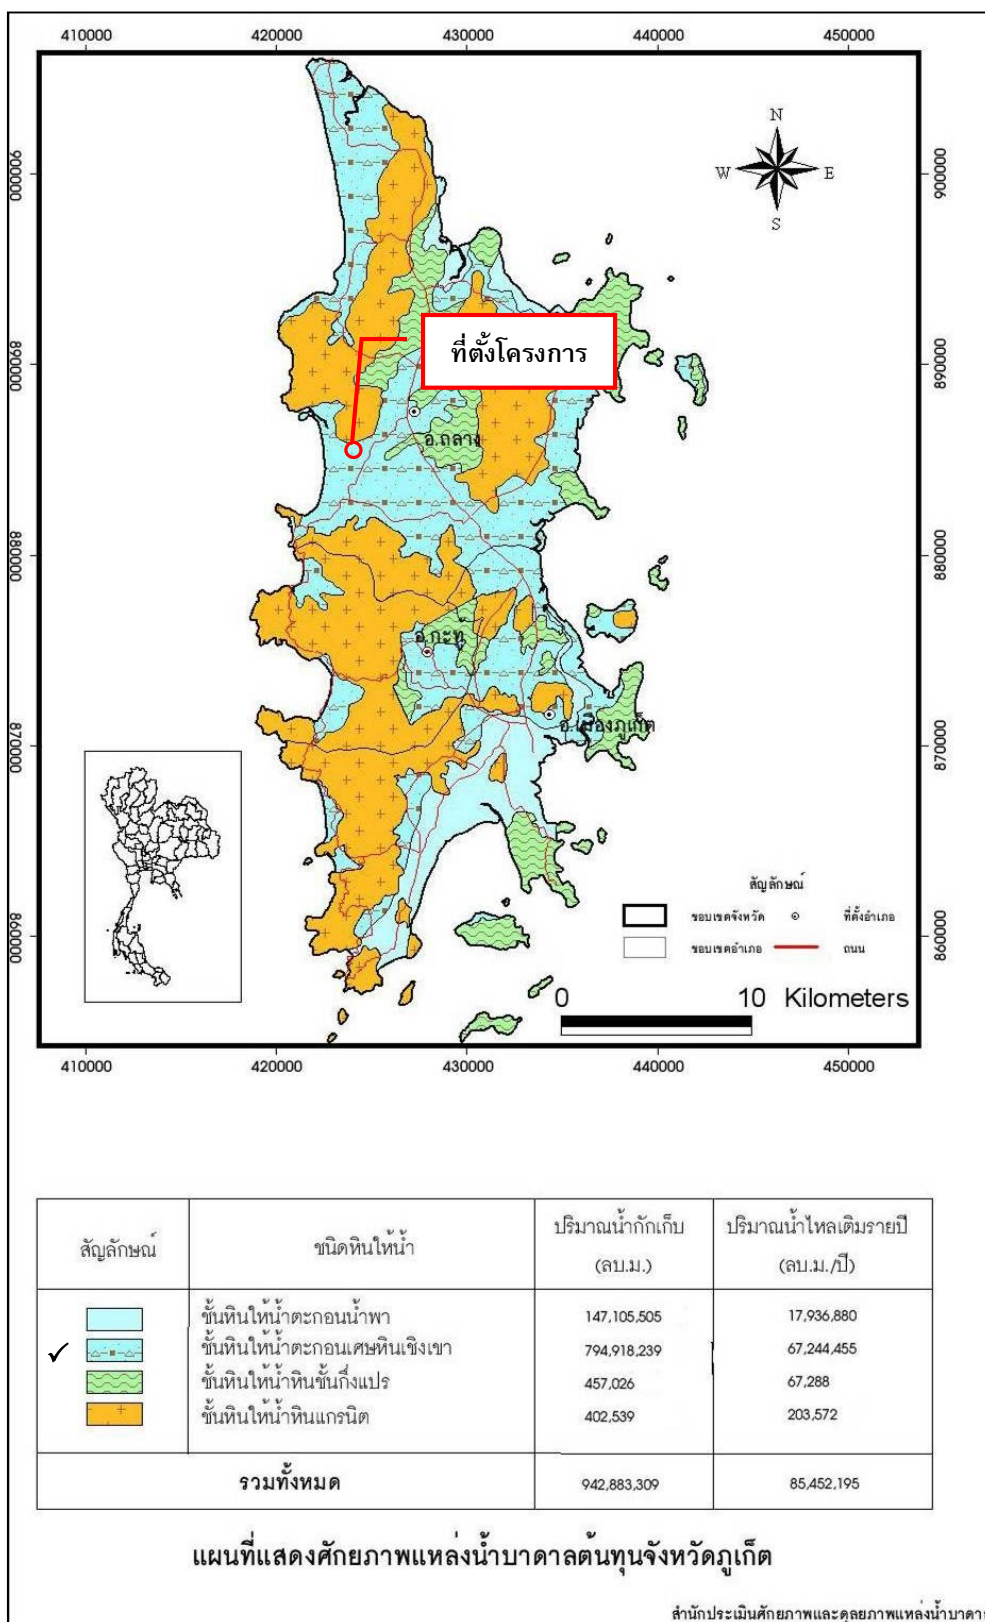 410000 420000 430000 440000 450000
N
W E
S
900000 900000
ที่ตั้งโครงการ
890000 890000
อ.ถลาง
880000 880000
อ.กะทู้
อ.เมืองภูเก็ต
870000 870000
สัญลักษณ์
ขอบเขตจังหวัด ที่ตั้งอำเภอ
ขอบเขตอำเภอ ถนน
860000 860000
0 10 Kilometers
410000 420000 430000 440000 450000
สัญลักษณ์ ชนิดหินให้น้ำ ปริมาณน้ำกักเก็บ (ลบ.ม.) ปริมาณน้ำไหลเติมรายปี (ลบ.ม./ปี)
ชั้นหินให้น้ำตะกอนน้ำพา 147,105,505 17,936,880
✓ ชั้นหินให้น้ำตะกอนเศษหินเชิงเขา 794,918,239 67,244,455
ชั้นหินให้น้ำหินชั้นกึ่งแปร 457,026 67,288
ชั้นหินให้น้ำหินแกรนิต 402,539 203,572
รวมทั้งหมด 942,883,309 85,452,195
แผนที่แสดงศักยภาพแหล่งน้ำบาดาลต้นทุนจังหวัดภูเก็ต
สำนักประเมินศักยภาพและดุลยภาพแหล่งน้ำบาดาล